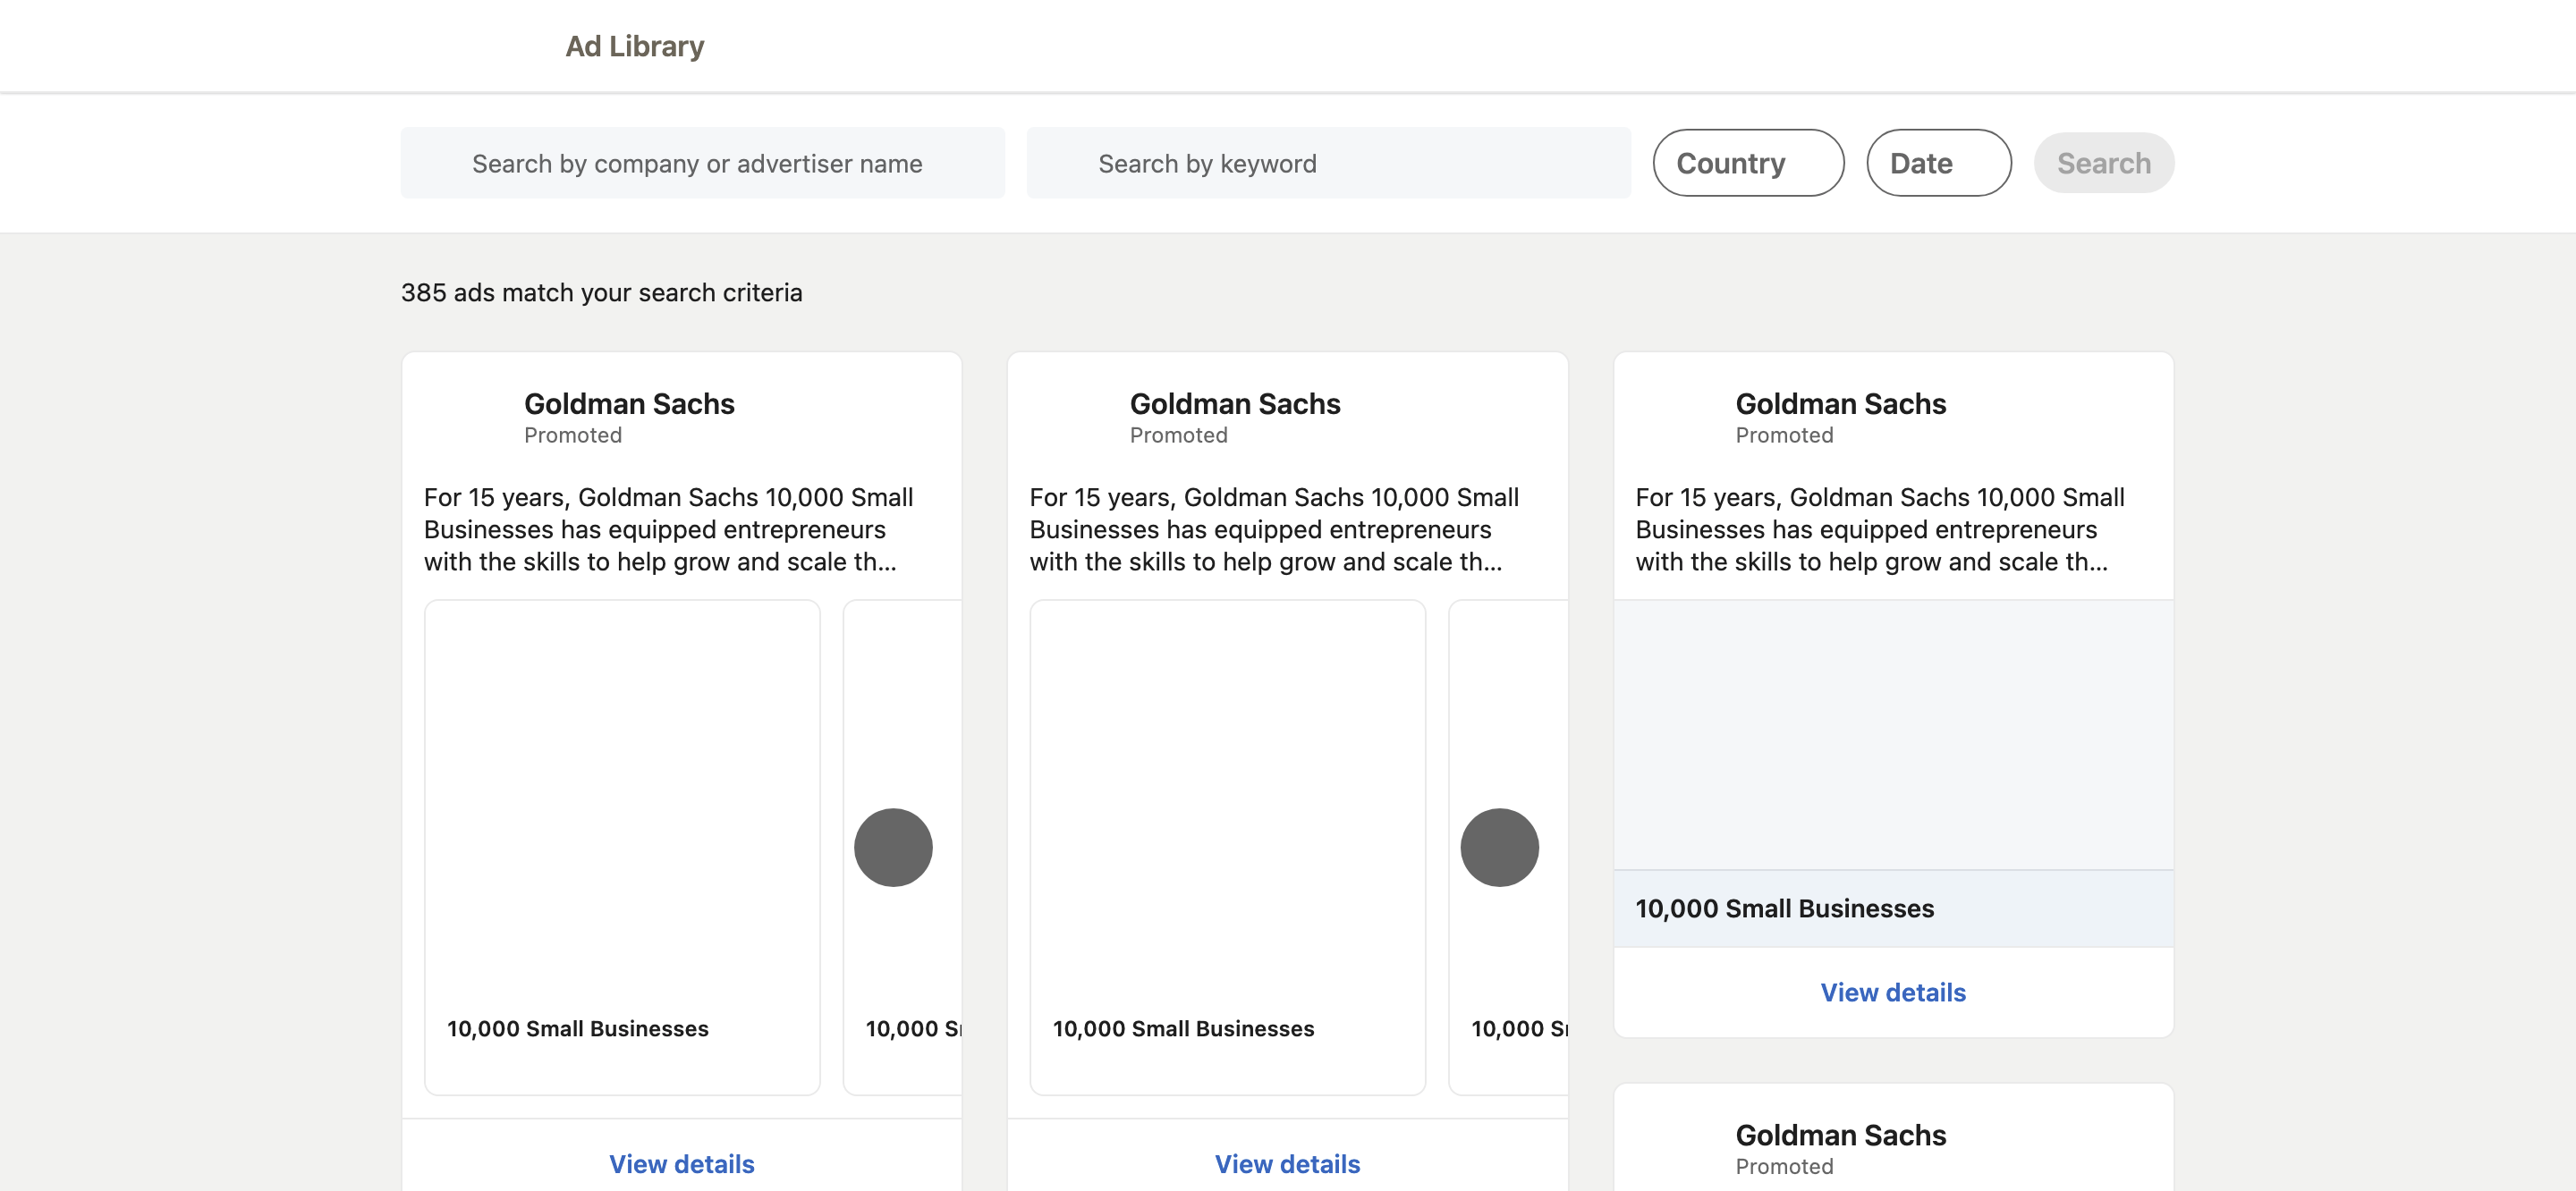 Ad Library
Search by company or advertiser name
Search by keyword
Country
Date
Search
385 ads match your search criteria
Goldman Sachs
Promoted
For 15 years, Goldman Sachs 10,000 Small
Businesses has equipped entrepreneurs
with the skills to help grow and scale th...
10,000 Small Businesses
10,000 S
View details
Goldman Sachs
Promoted
For 15 years, Goldman Sachs 10,000 Small
Businesses has equipped entrepreneurs
with the skills to help grow and scale th...
10,000 Small Businesses
10,000 S
View details
Goldman Sachs
Promoted
For 15 years, Goldman Sachs 10,000 Small
Businesses has equipped entrepreneurs
with the skills to help grow and scale th...
10,000 Small Businesses
View details
Goldman Sachs
Promoted